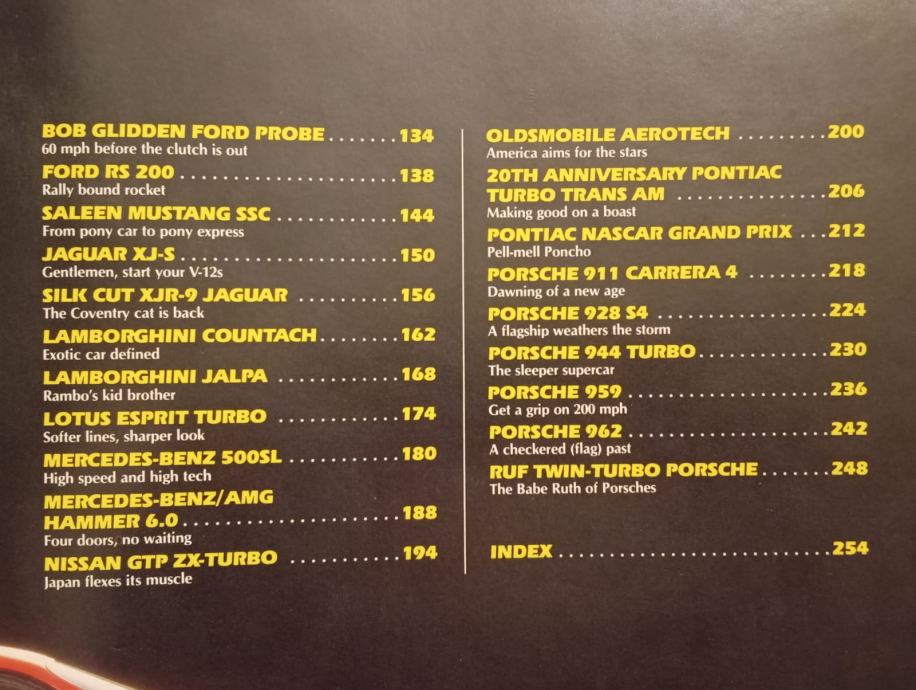 BOB GLIDDEN FORD PROBE.......134
60 mph before the clutch is out
FORD RS 200......................138
Rally bound rocket
SALEEN MUSTANG SSC............144
From pony car to pony express
JAGUAR XJ-S......................150
Gentlemen, start your V-12s
SILK CUT XJR-9 JAGUAR ..........156
The Coventry cat is back
LAMBORGHINI COUNTACH........162
Exotic car defined
LAMBORGHINI JALPA ............168
Rambo's kid brother
LOTUS ESPRIT TURBO ............174
Softer lines, sharper look
MERCEDES-BENZ 500SL...........180
High speed and high tech
MERCEDES-BENZ/AMG
HAMMER 6.0......................188
Four doors, no waiting
NISSAN GTP ZX-TURBO ...........194
Japan flexes its muscle
OLDSMOBILE AEROTECH .........200
America aims for the stars
20TH ANNIVERSARY PONTIAC
TURBO TRANS AM ...............206
Making good on a boast
PONTIAC NASCAR GRAND PRIX ...212
Pell-mell Poncho
PORSCHE 911 CARRERA 4 ........218
Dawning of a new age
PORSCHE 928 S4 .................224
A flagship weathers the storm
PORSCHE 944 TURBO.............230
The sleeper supercar
PORSCHE 959....................236
Get a grip on 200 mph
PORSCHE 962....................242
A checkered (flag) past
RUF TWIN-TURBO PORSCHE.......248
The Babe Ruth of Porsches
INDEX............................254